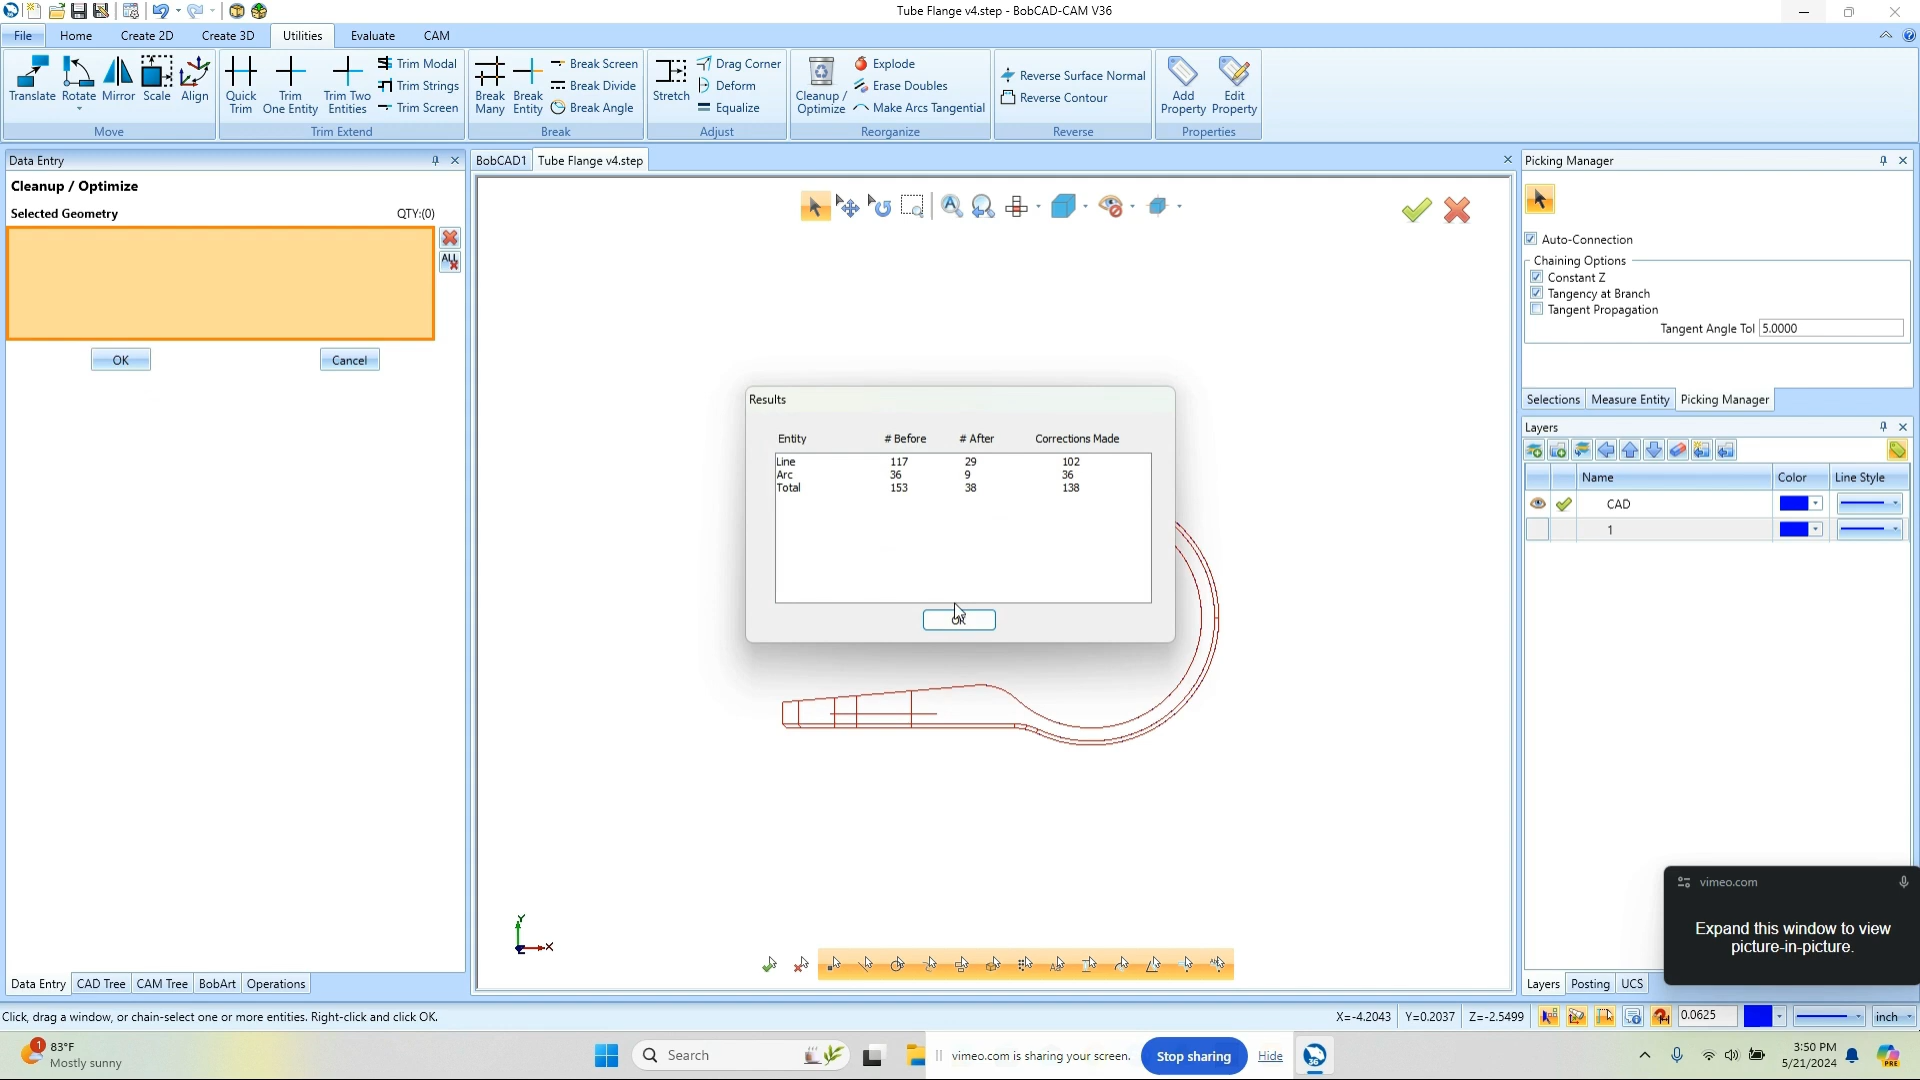 Tube Flange v4.step - BobCAD-CAM V36
File Home Create 2D Create 3D Utilities Evaluate CAM
Translate Rotate Mirror Scale Align
Move
Quick Trim
Trim One Entity
Trim Two Entities
Trim Modal
Trim Strings
Trim Screen
Trim Extend
Break Many
Break Entity
Break Screen
Break Divide
Break Angle
Break
Stretch
Drag Corner
Deform
Equalize
Adjust
Cleanup / Optimize
Explode
Erase Doubles
Make Arcs Tangential
Reorganize
Reverse Surface Normal
Reverse Contour
Reverse
Add Property
Edit Property
Properties
Data Entry
Cleanup / Optimize
Selected Geometry QTY:(0)
ALL
OK Cancel
BobCAD1 Tube Flange v4.step
Results
Entity # Before # After Corrections Made
Line 117 29 102
Arc 36 9 36
Total 153 38 138
OK
Y
X
Z
Picking Manager
Auto-Connection
Chaining Options
Constant Z
Tangency at Branch
Tangent Propagation
Tangent Angle Tol 5.0000
Selections Measure Entity Picking Manager
Layers
Name Color Line Style
CAD
1
vimeo.com
Expand this window to view
picture-in-picture.
Layers Posting UCS
Data Entry CAD Tree CAM Tree BobArt Operations
Click, drag a window, or chain-select one or more entities. Right-click and click OK.
X=-4.2043 Y=0.2037 Z=-2.5499 0.0625 inch
1 83°F
Mostly sunny
Search
vimeo.com is sharing your screen. Stop sharing Hide
36
3:50 PM
5/21/2024
PRE